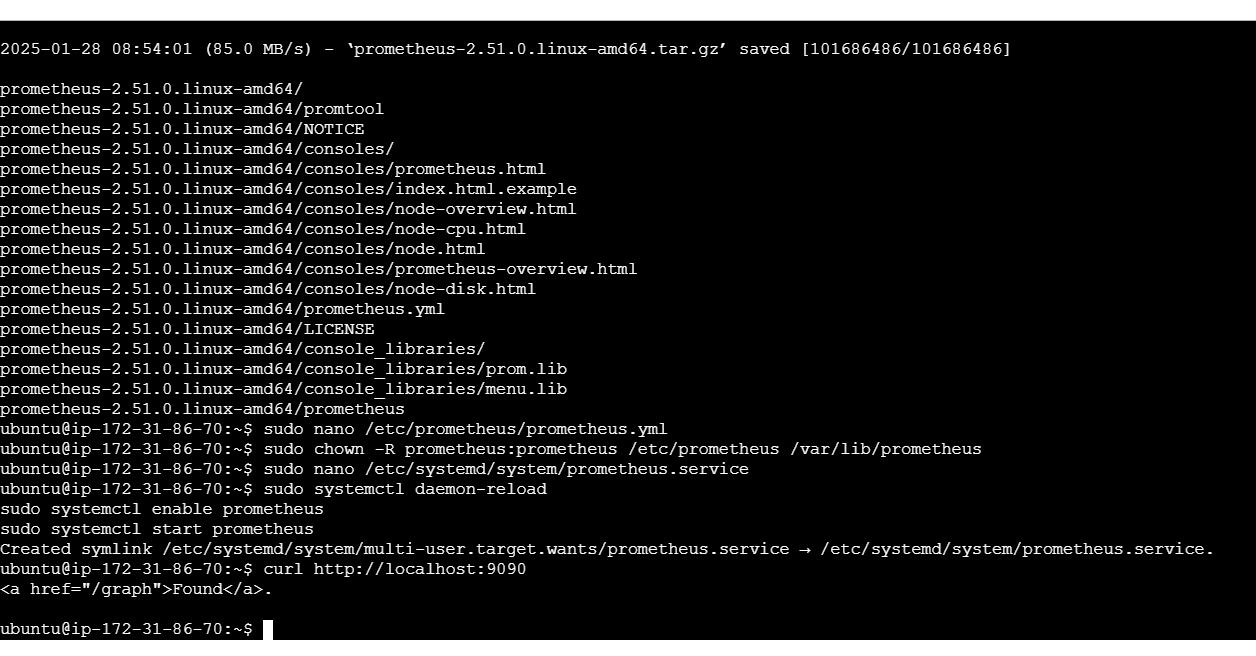 2025-01-28 08:54:01 (85.0 MB/s) - ‘prometheus-2.51.0.linux-amd64.tar.gz’ saved [101686486/101686486]
prometheus-2.51.0.linux-amd64/
prometheus-2.51.0.linux-amd64/promtool
prometheus-2.51.0.linux-amd64/NOTICE
prometheus-2.51.0.linux-amd64/consoles/
prometheus-2.51.0.linux-amd64/consoles/prometheus.html
prometheus-2.51.0.linux-amd64/consoles/index.html.example
prometheus-2.51.0.linux-amd64/consoles/node-overview.html
prometheus-2.51.0.linux-amd64/consoles/node-cpu.html
prometheus-2.51.0.linux-amd64/consoles/node.html
prometheus-2.51.0.linux-amd64/consoles/prometheus-overview.html
prometheus-2.51.0.linux-amd64/consoles/node-disk.html
prometheus-2.51.0.linux-amd64/prometheus.yml
prometheus-2.51.0.linux-amd64/LICENSE
prometheus-2.51.0.linux-amd64/console_libraries/
prometheus-2.51.0.linux-amd64/console_libraries/prom.lib
prometheus-2.51.0.linux-amd64/console_libraries/menu.lib
prometheus-2.51.0.linux-amd64/prometheus
ubuntu@ip-172-31-86-70:~$ sudo nano /etc/prometheus/prometheus.yml
ubuntu@ip-172-31-86-70:~$ sudo chown -R prometheus:prometheus /etc/prometheus /var/lib/prometheus
ubuntu@ip-172-31-86-70:~$ sudo nano /etc/systemd/system/prometheus.service
ubuntu@ip-172-31-86-70:~$ sudo systemctl daemon-reload
sudo systemctl enable prometheus
sudo systemctl start prometheus
Created symlink /etc/systemd/system/multi-user.target.wants/prometheus.service → /etc/systemd/system/prometheus.service.
ubuntu@ip-172-31-86-70:~$ curl http://localhost:9090
<a href="/graph">Found</a>.
ubuntu@ip-172-31-86-70:~$